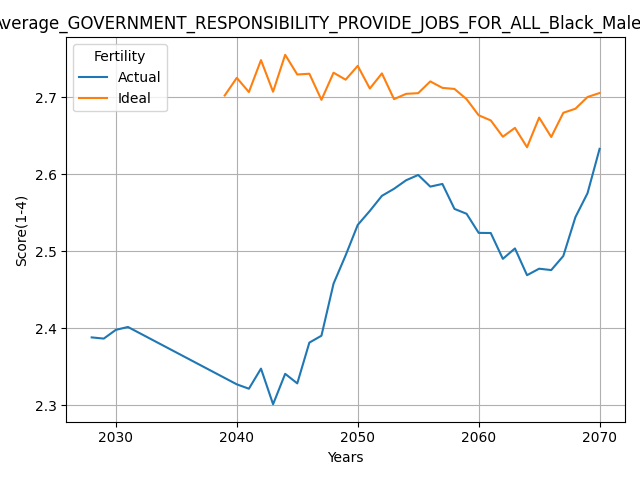 verage_GOVERNMENT_RESPONSIBILITY_PROVIDE_JOBS_FOR_ALL_Black_Male
Fertility
Actual
Ideal
2.7
2.6
2.5
2.4
2.3
Score(1-4)
2030 2040 2050 2060 2070
Years